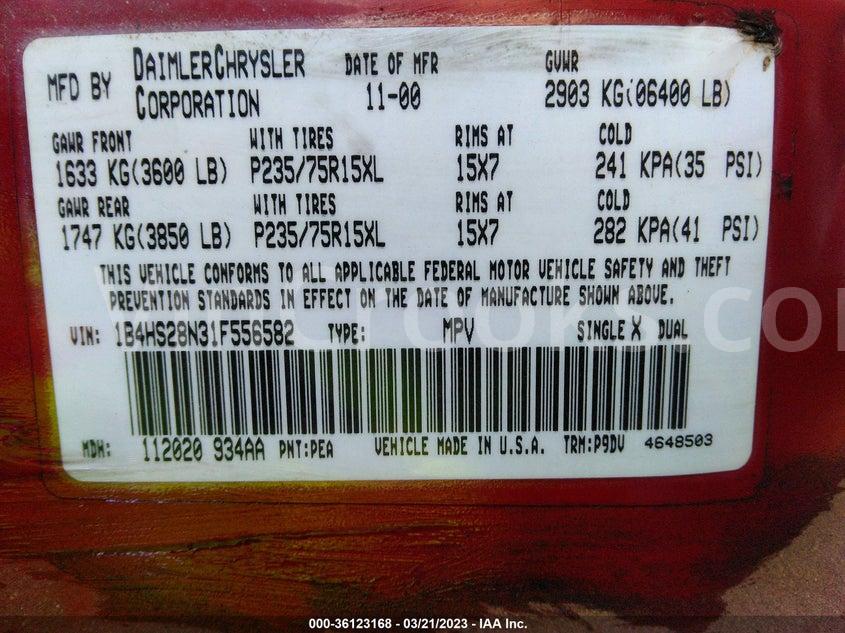 MFD BY DAIMLERCHRYSLER CORPORATION DATE OF MFR 11-00 GVWR 2903 KG(06400 LB)
GAWR FRONT WITH TIRES RIMS AT COLD
1633 KG(3600 LB) P235/75R15XL 15X7 241 KPA(35 PSI)
GAWR REAR WITH TIRES RIMS AT COLD
1747 KG(3850 LB) P235/75R15XL 15X7 282 KPA(41 PSI)
THIS VEHICLE CONFORMS TO ALL APPLICABLE FEDERAL MOTOR VEHICLE SAFETY AND THEFT
PREVENTION STANDARDS IN EFFECT ON THE DATE OF MANUFACTURE SHOWN ABOVE.
VIN: 1B4HS28N31F556582 TYPE: MPV SINGLE X DUAL
MDH: 112020 934AA PNT:PEA VEHICLE MADE IN U.S.A. TRM:P9DV 4648503
000-36123168 - 03/21/2023 - IAA Inc.